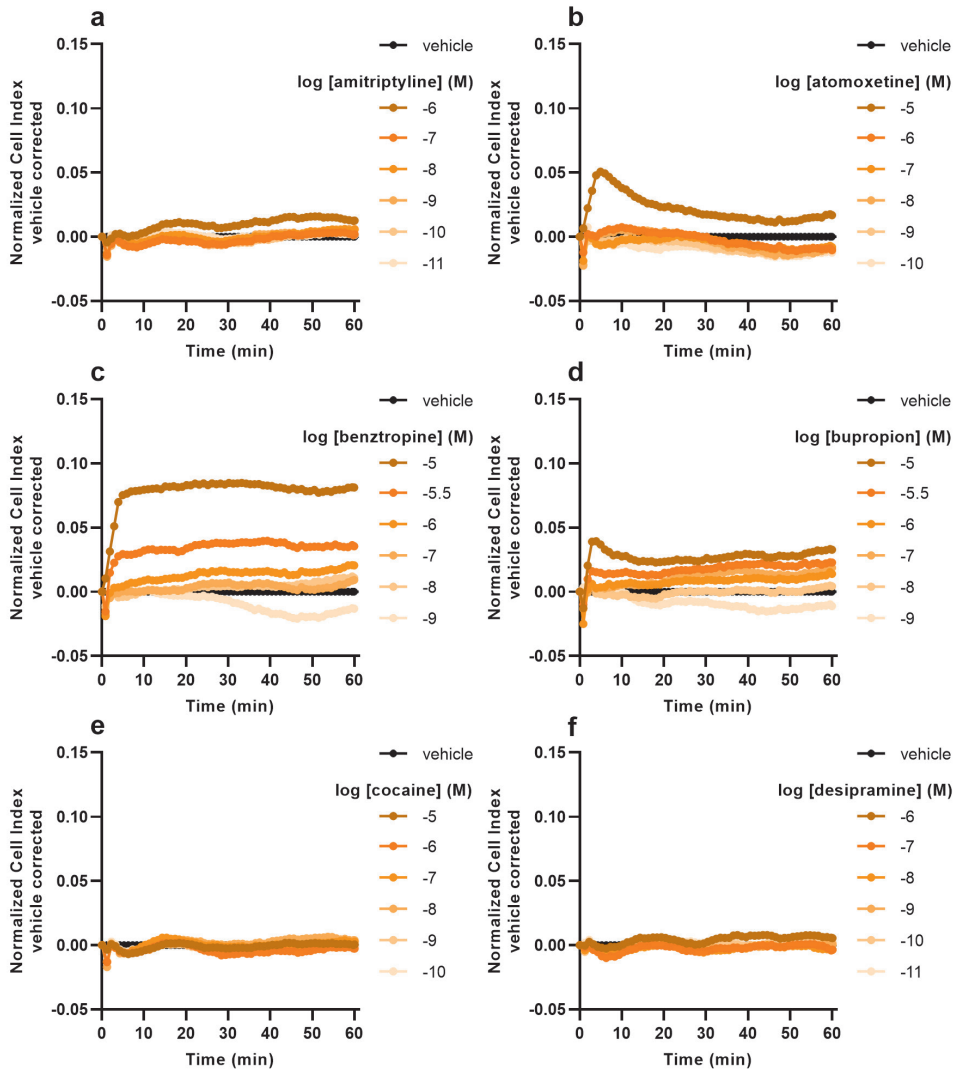 a
0.15
0.10
0.05
0.00
-0.05
Normalized Cell Index
vehicle corrected
0 10 20 30 40 50 60
Time (min)
vehicle
log [amitriptyline] (M)
-6
-7
-8
-9
-10
-11
b
0.15
0.10
0.05
0.00
-0.05
Normalized Cell Index
vehicle corrected
0 10 20 30 40 50 60
Time (min)
vehicle
log [atomoxetine] (M)
-5
-6
-7
-8
-9
-10
c
0.15
0.10
0.05
0.00
-0.05
Normalized Cell Index
vehicle corrected
0 10 20 30 40 50 60
Time (min)
vehicle
log [benztropine] (M)
-5
-5.5
-6
-7
-8
-9
d
0.15
0.10
0.05
0.00
-0.05
Normalized Cell Index
vehicle corrected
0 10 20 30 40 50 60
Time (min)
vehicle
log [bupropion] (M)
-5
-5.5
-6
-7
-8
-9
e
0.15
0.10
0.05
0.00
-0.05
Normalized Cell Index
vehicle corrected
0 10 20 30 40 50 60
Time (min)
vehicle
log [cocaine] (M)
-5
-6
-7
-8
-9
-10
f
0.15
0.10
0.05
0.00
-0.05
Normalized Cell Index
vehicle corrected
0 10 20 30 40 50 60
Time (min)
vehicle
log [desipramine] (M)
-6
-7
-8
-9
-10
-11